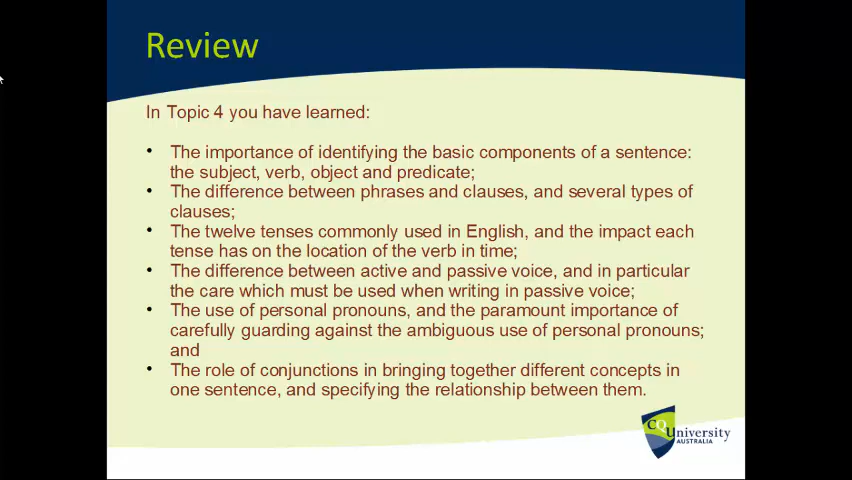 Review
In Topic 4 you have learned:
• The importance of identifying the basic components of a sentence:
the subject, verb, object and predicate;
• The difference between phrases and clauses, and several types of
clauses;
• The twelve tenses commonly used in English, and the impact each
tense has on the location of the verb in time;
• The difference between active and passive voice, and in particular
the care which must be used when writing in passive voice;
• The use of personal pronouns, and the paramount importance of
carefully guarding against the ambiguous use of personal pronouns;
and
• The role of conjunctions in bringing together different concepts in
one sentence, and specifying the relationship between them.
CQUniversity
AUSTRALIA